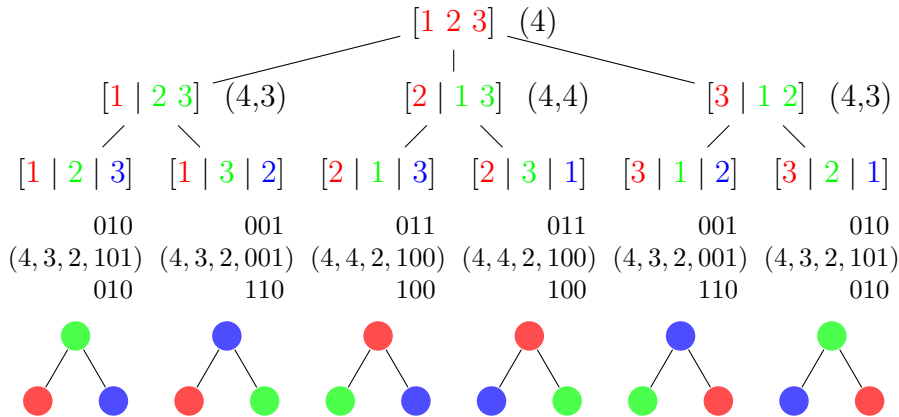 [1 2 3] (4)
[1 | 2 3] (4,3) [2 | 1 3] (4,4) [3 | 1 2] (4,3)
[1 | 2 | 3] [1 | 3 | 2] [2 | 1 | 3] [2 | 3 | 1] [3 | 1 | 2] [3 | 2 | 1]
010 001 011 011 001 010
(4, 3, 2, 101) (4, 3, 2, 001) (4, 4, 2, 100) (4, 4, 2, 100) (4, 3, 2, 001) (4, 3, 2, 101)
010 110 100 100 110 010